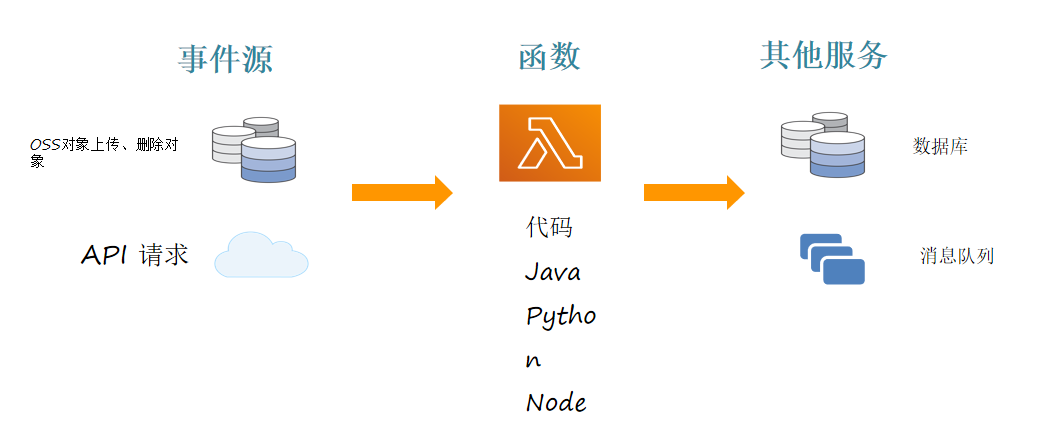 事件源
函数
其他服务
OSS对象上传、删除对
象
数据库
API 请求
代码
消息队列
Java
Pytho
n
Node